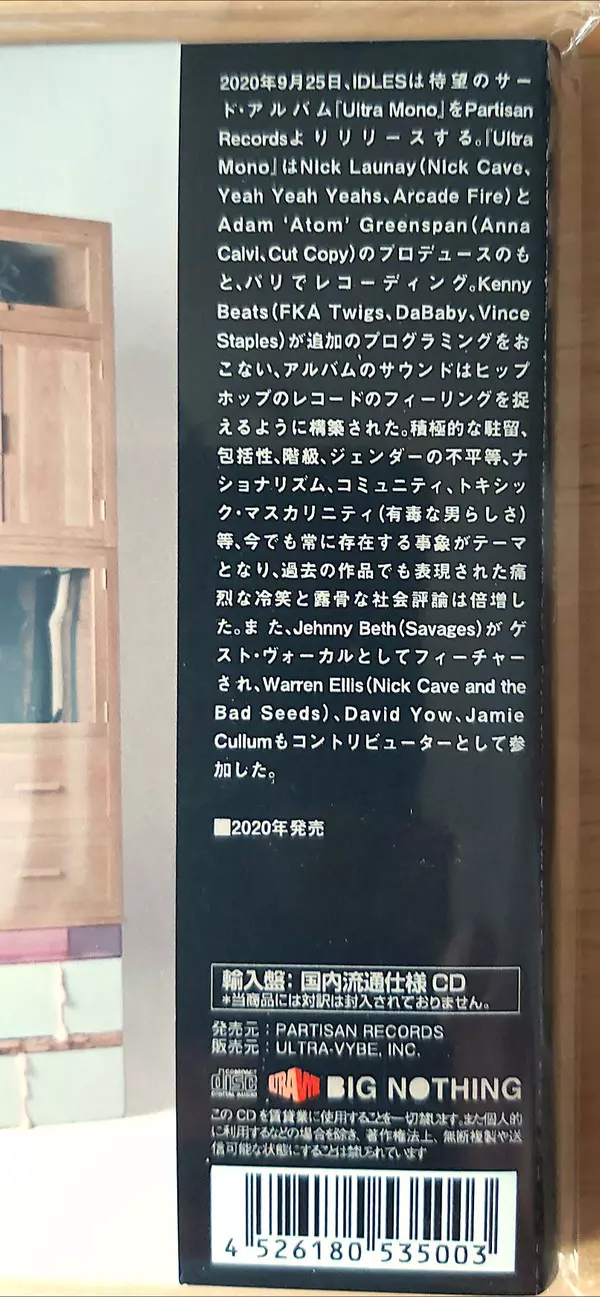 2020年9月25日、IDLESは待望のサー
ド・アルバム『Ultra Mono』をPartisan
Recordsよりリリースする。『Ultra
Mono』はNick Launay(Nick Cave、
Yeah Yeah Yeahs、Arcade Fire)と
Adam 'Atom' Greenspan(Anna
Calvi、Cut Copy)のプロデュースのも
と、パリでレコーディング。Kenny
Beats(FKA Twigs、DaBaby、Vince
Staples)が追加のプログラミングをお
こない、アルバムのサウンドはヒップ
ホップのレコードのフィーリングを捉
えるように構築された。積極的な駐留、
包括性、階級、ジェンダーの不平等、ナ
ショナリズム、コミュニティ、トキシッ
ク・マスカリニティ(有毒な男らしさ)
等、今でも常に存在する事象がテーマ
となり、過去の作品でも表現された痛
烈な冷笑と露骨な社会評論は倍増し
た。また、Jehnny Beth(Savages)がゲ
スト・ヴォーカルとしてフィーチャー
され、Warren Ellis(Nick Cave and the
Bad Seeds)、David Yow、Jamie
Cullumもコントリビューターとして参
加した。
■2020年発売
輸入盤:国内流通仕様 CD
*当商品には対訳は封入されておりません。
発売元:PARTISAN RECORDS
販売元:ULTRA-VYBE, INC.
COMPACT disc DIGITAL AUDIO ULTRA VYBE BIG NOTHING
このCDを賃貸業に使用することを一切禁じます。また個人的
に利用するなどの場合を除き、著作権法上、無断複製や送
信可能な状態にすることは禁じられています
4 526180 535003